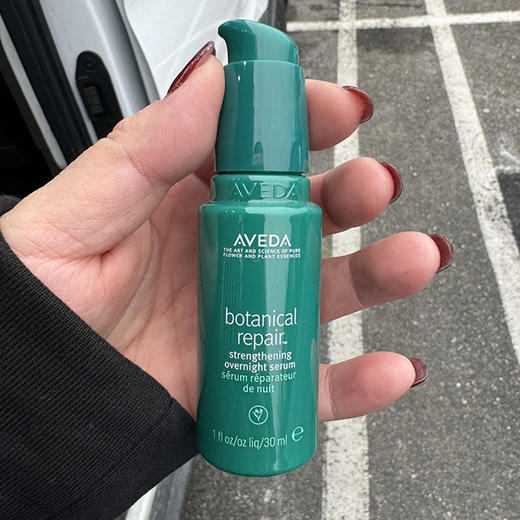 AVEDA
AVEDA
THE ART AND SCIENCE OF PURE
FLOWER AND PLANT ESSENCES
botanical
repair™
strengthening
overnight serum
sérum réparateur
de nuit
1 fl oz/oz liq/30 ml ℮